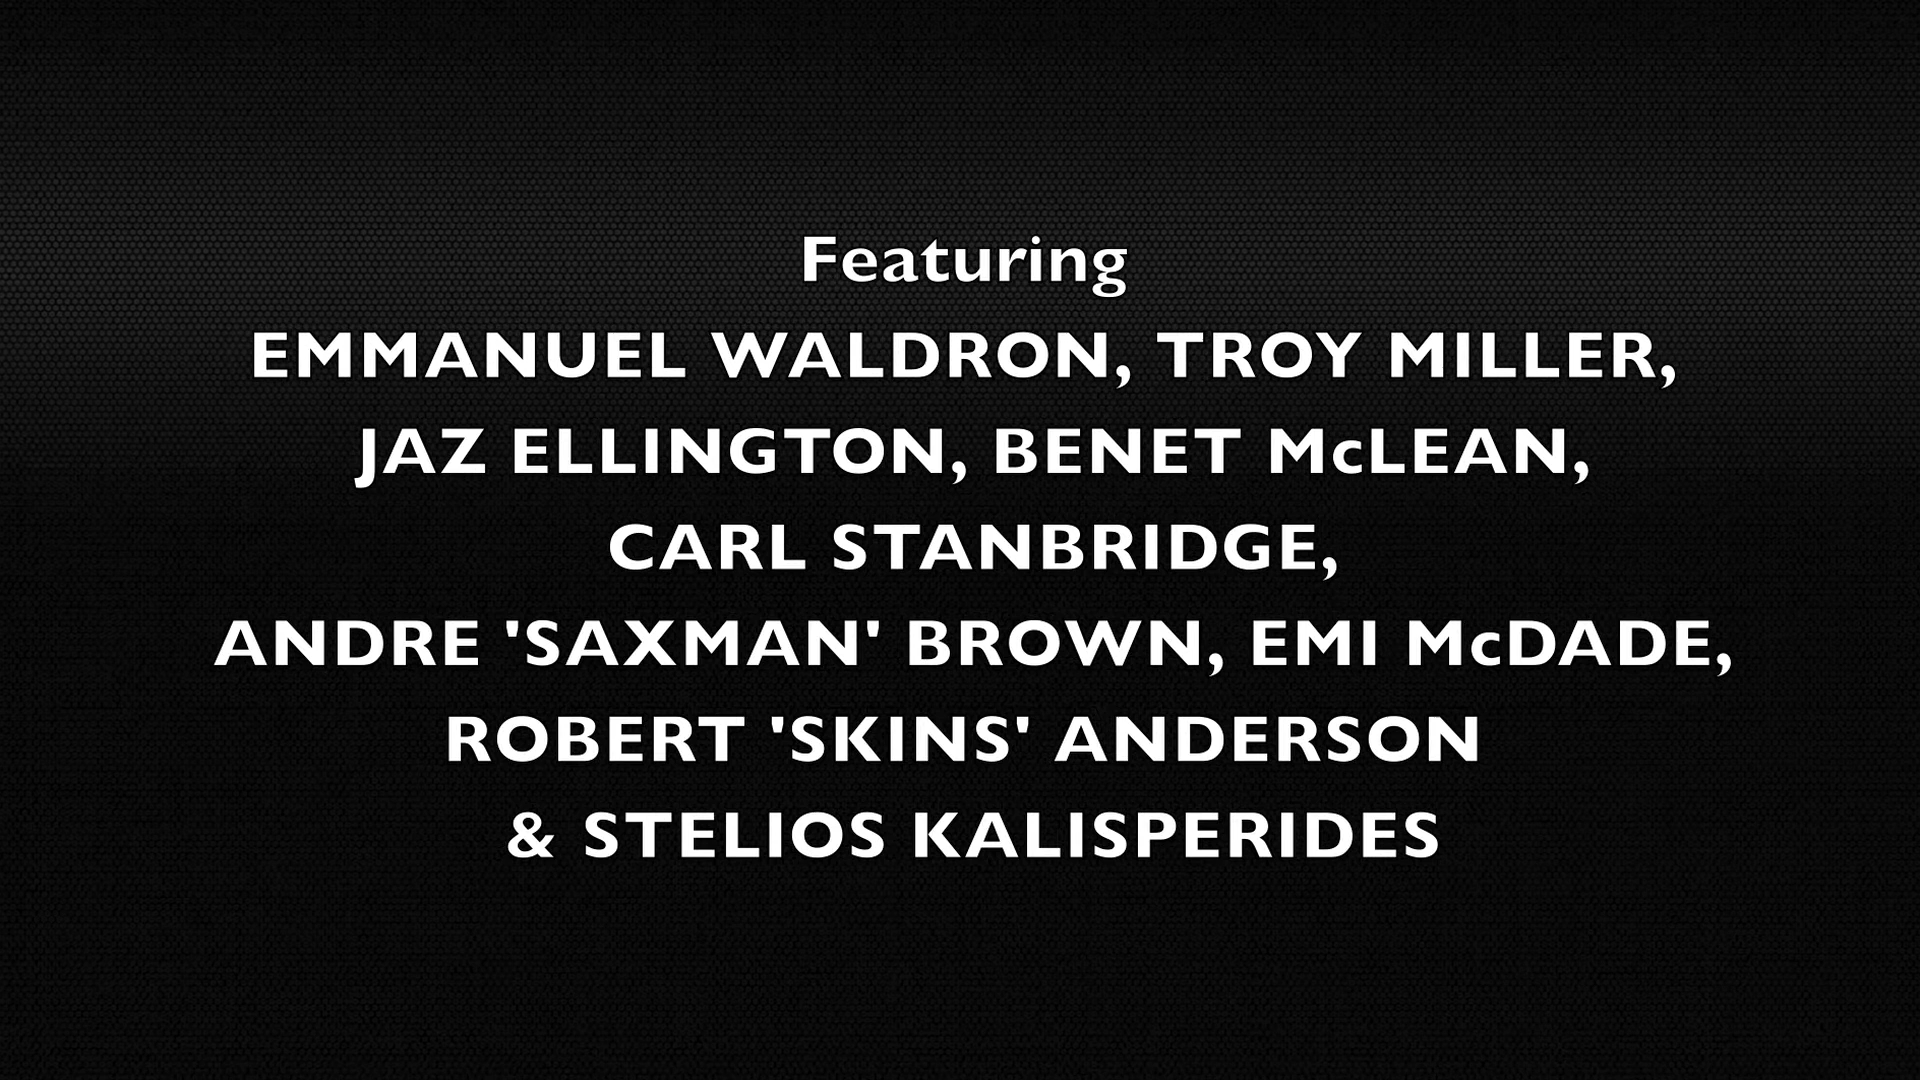 Featuring
EMMANUEL WALDRON, TROY MILLER,
JAZ ELLINGTON, BENET McLEAN,
CARL STANBRIDGE,
ANDRE 'SAXMAN' BROWN, EMI McDADE,
ROBERT 'SKINS' ANDERSON
& STELIOS KALISPERIDES